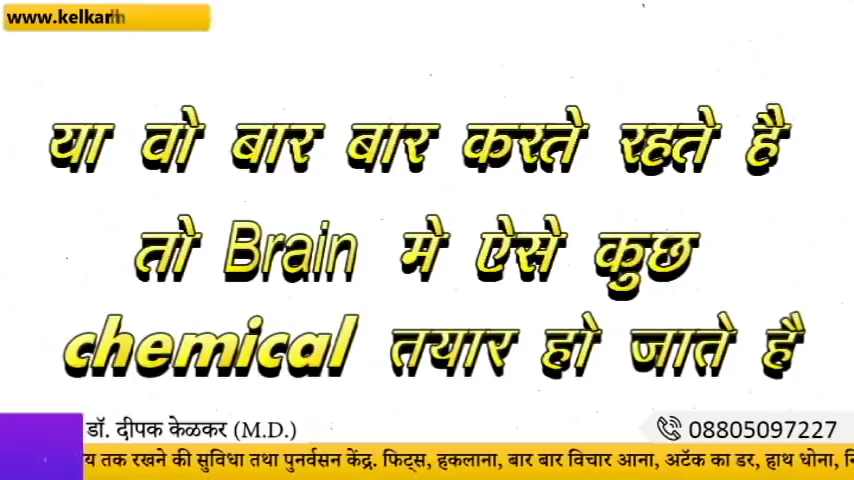 www.kelkar
या वो बार बार करते रहते है
तो Brain मे ऐसे कुछ
chemical तयार हो जाते है
डॉ. दीपक केळकर (M.D.)
08805097227
य तक रखने की सुविधा तथा पुनर्वसन केंद्र. फिट्स, हकलाना, बार बार विचार आना, अटॅक का डर, हाथ धोना,